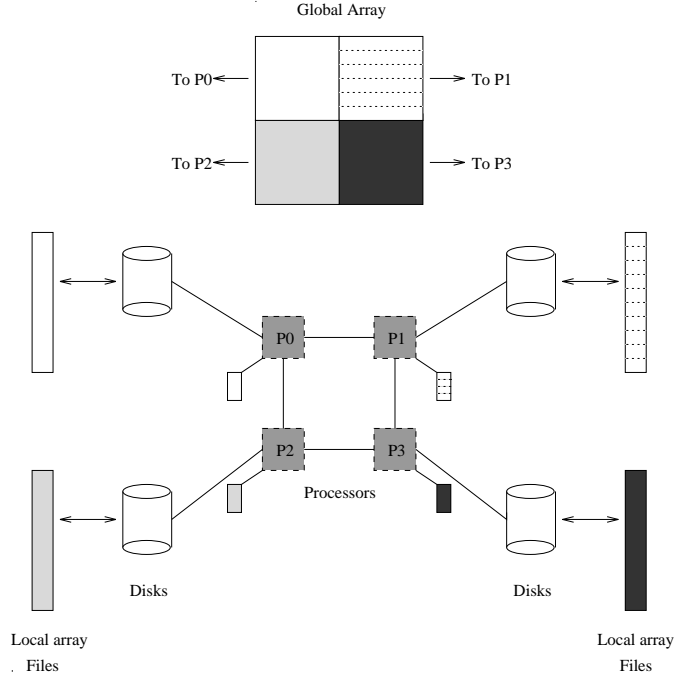 Global Array
To P0
To P1
To P2
To P3
P0
P1
P2
P3
Processors
Disks
Disks
Local array
Files
Local array
Files